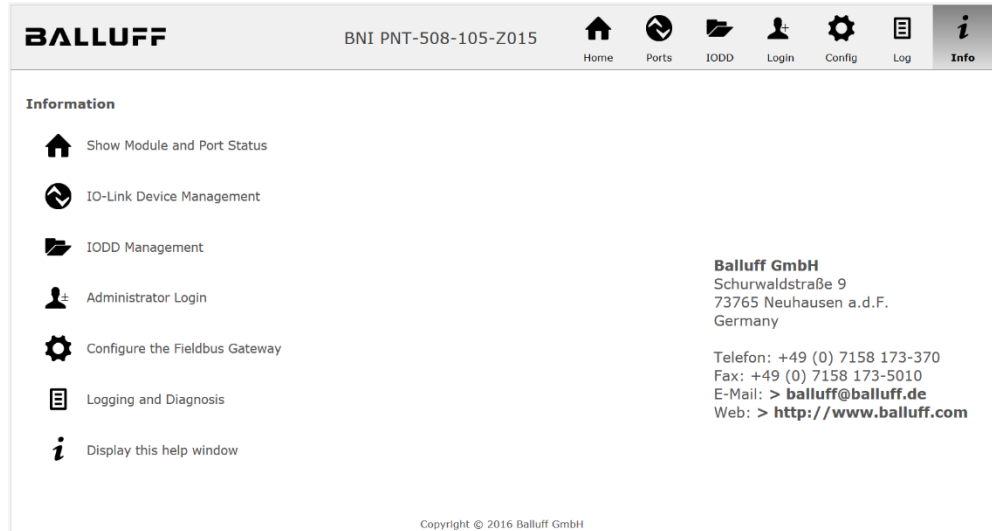 BALLUFF
BNI PNT-508-105-Z015
Home
Ports
IODD
Login
Config
Log
Info
Information
Show Module and Port Status
IO-Link Device Management
IODD Management
Administrator Login
Configure the Fieldbus Gateway
Logging and Diagnosis
Display this help window
Balluff GmbH
Schurwaldstraße 9
73765 Neuhausen a.d.F.
Germany
Telefon: +49 (0) 7158 173-370
Fax: +49 (0) 7158 173-5010
E-Mail: > balluff@balluff.de
Web: > http://www.balluff.com
Copyright © 2016 Balluff GmbH